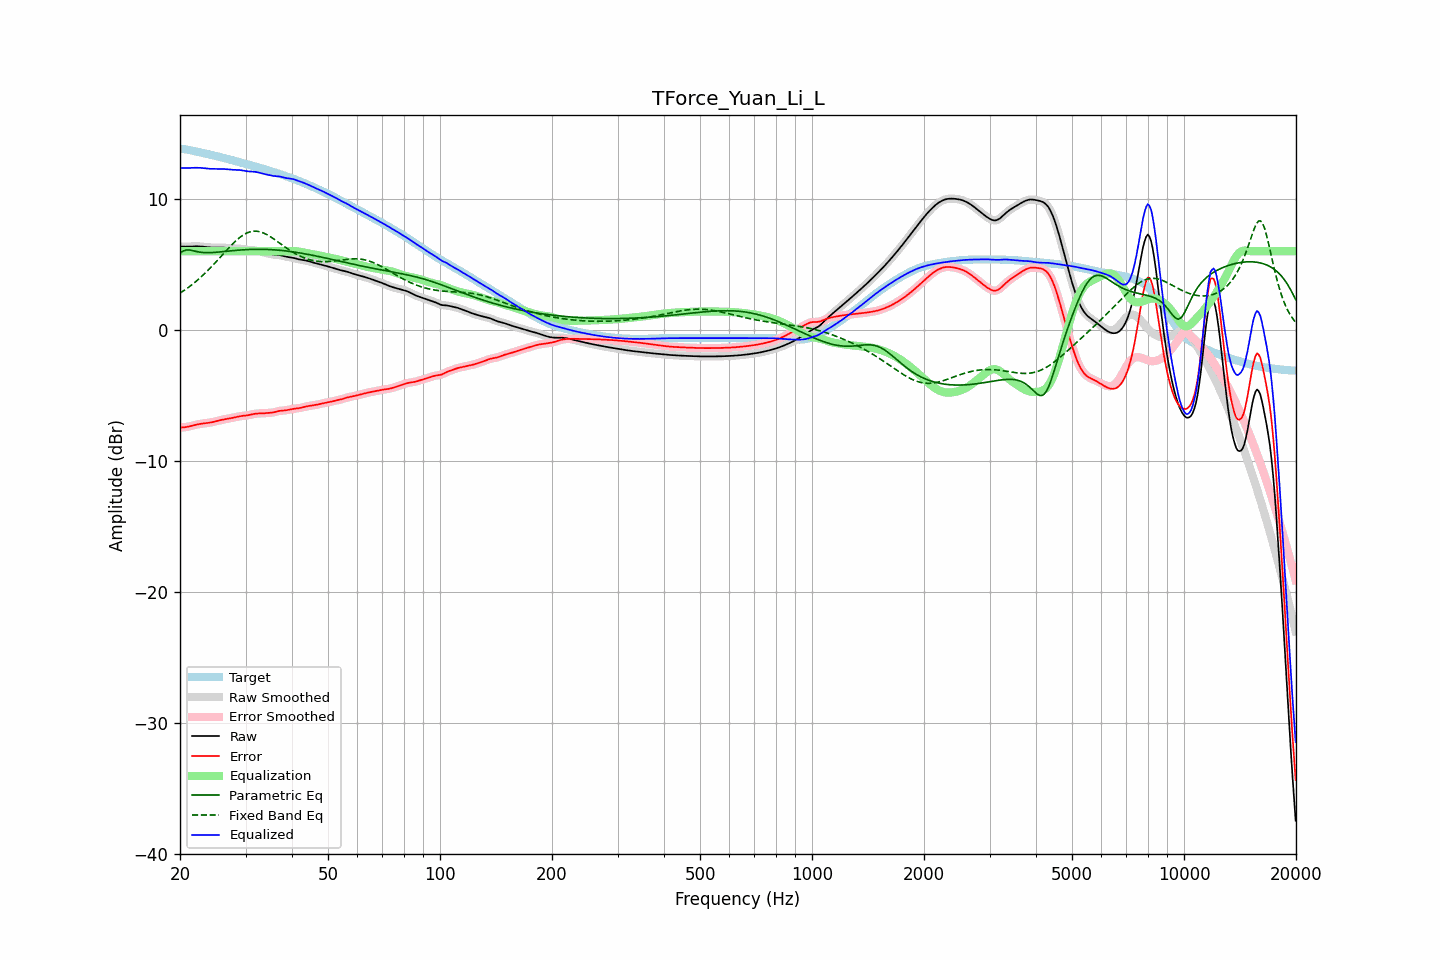 TForce_Yuan_Li_L
Amplitude (dBr)
10
0
−10
−20
−30
−40
Target
Raw Smoothed
Error Smoothed
Raw
Error
Equalization
Parametric Eq
Fixed Band Eq
Equalized
20 50 100 200 500 1000 2000 5000 10000 20000
Frequency (Hz)